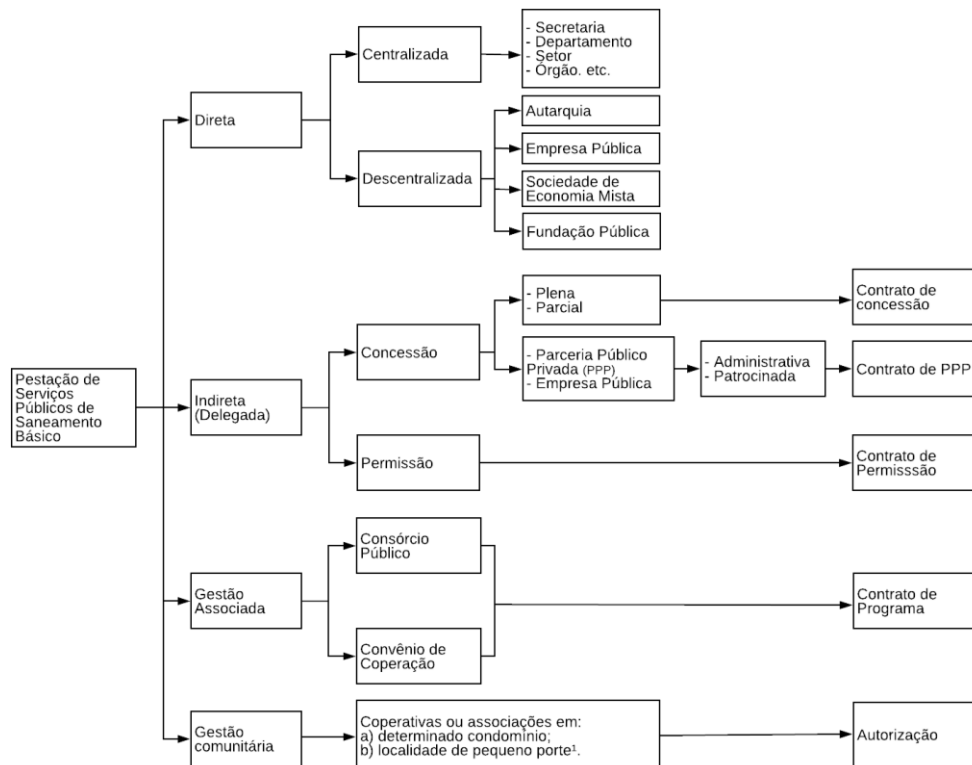 Pestação de
Serviços
Públicos de
Saneamento
Básico
Direta
Centralizada
- Secretaria
- Departamento
- Setor
- Órgão. etc.
Descentralizada
Autarquia
Empresa Pública
Sociedade de
Economia Mista
Fundação Pública
Indireta
(Delegada)
Concessão
- Plena
- Parcial
Contrato de
concessão
- Parceria Público
Privada (PPP)
- Empresa Pública
- Administrativa
- Patrocinada
Contrato de PPP
Permissão
Contrato de
Permisssão
Gestão
Associada
Consórcio
Público
Convênio de
Coperação
Contrato de
Programa
Gestão
comunitária
Coperativas ou associações em:
a) determinado condomínio;
b) localidade de pequeno porte¹.
Autorização